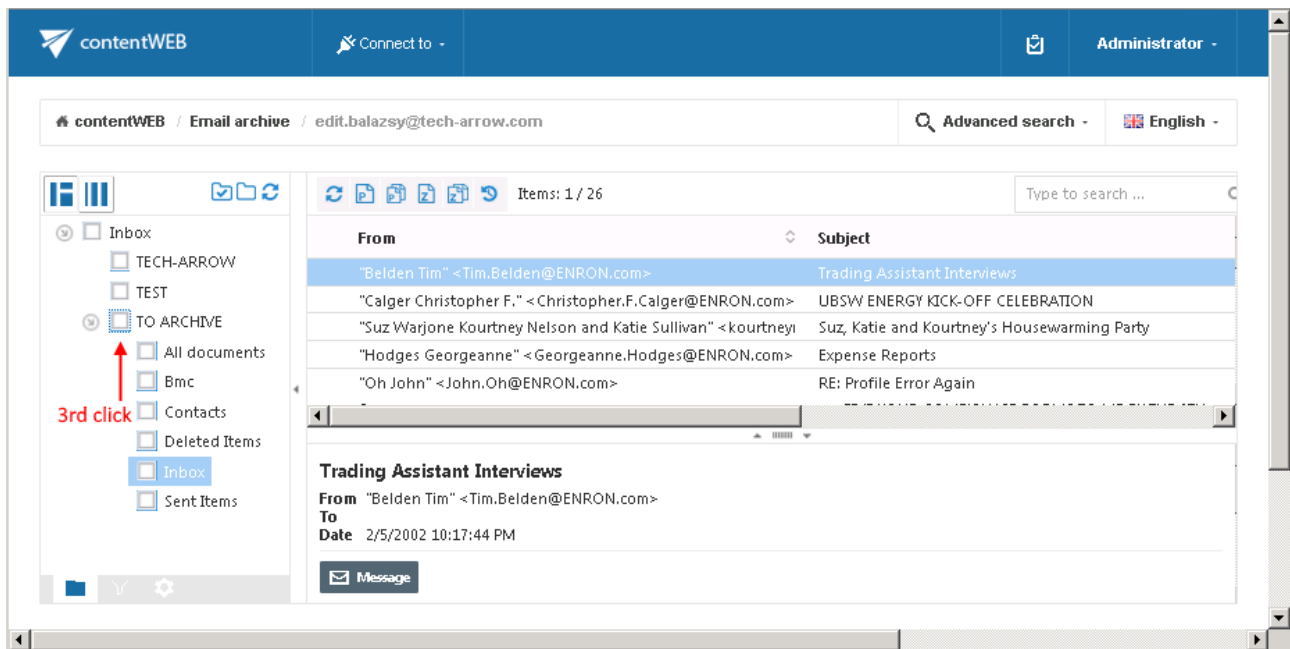 contentWEB
Connect to
Administrator
contentWEB / Email archive / edit.balazsy@tech-arrow.com
Advanced search
English
Items: 1 / 26
Type to search ...
Inbox
TECH-ARROW
TEST
TO ARCHIVE
All documents
Bmc
Contacts
Deleted Items
Inbox
Sent Items
3rd click
From Subject
"Belden Tim" <Tim.Belden@ENRON.com> Trading Assistant Interviews
"Calger Christopher F." <Christopher.F.Calger@ENRON.com> UBSW ENERGY KICK-OFF CELEBRATION
"Suz Warjone Kourtney Nelson and Katie Sullivan" <kourtney Suz, Katie and Kourtney's Housewarming Party
"Hodges Georgeanne" <Georgeanne.Hodges@ENRON.com> Expense Reports
"Oh John" <John.Oh@ENRON.com> RE: Profile Error Again
Trading Assistant Interviews
From "Belden Tim" <Tim.Belden@ENRON.com>
To
Date 2/5/2002 10:17:44 PM
Message